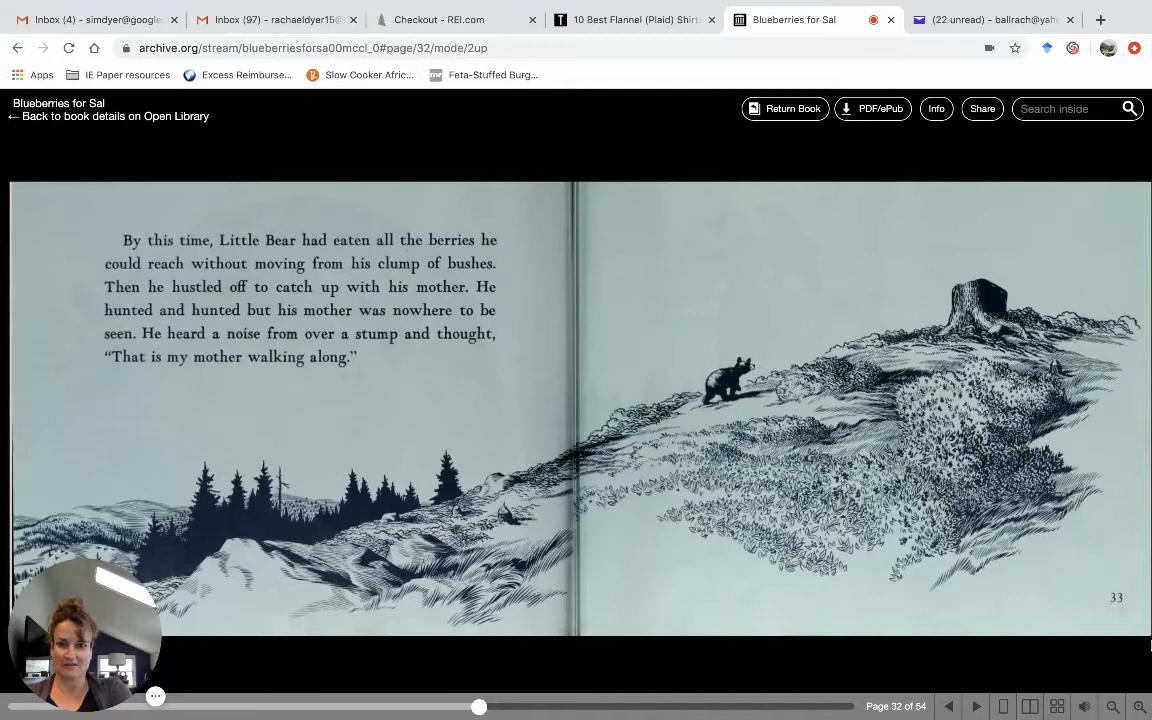 Inbox (4) - simdyer@google
Inbox (97) - rachaeldyer15@
Checkout - REI.com
10 Best Flannel (Plaid) Shirts
Blueberries for Sal
(22 unread) - ballrach@yah
archive.org/stream/blueberriesforsa00mccl_0#page/32/mode/2up
Apps
IE Paper resources
Excess Reimburse...
Slow Cooker Afric...
mr
Feta-Stuffed Burg...
Blueberries for Sal
← Back to book details on Open Library
Return Book
PDF/ePub
Info
Share
Search inside
By this time, Little Bear had eaten all the berries he
could reach without moving from his clump of bushes.
Then he hustled off to catch up with his mother. He
hunted and hunted but his mother was nowhere to be
seen. He heard a noise from over a stump and thought,
“That is my mother walking along.”
33
Page 32 of 54